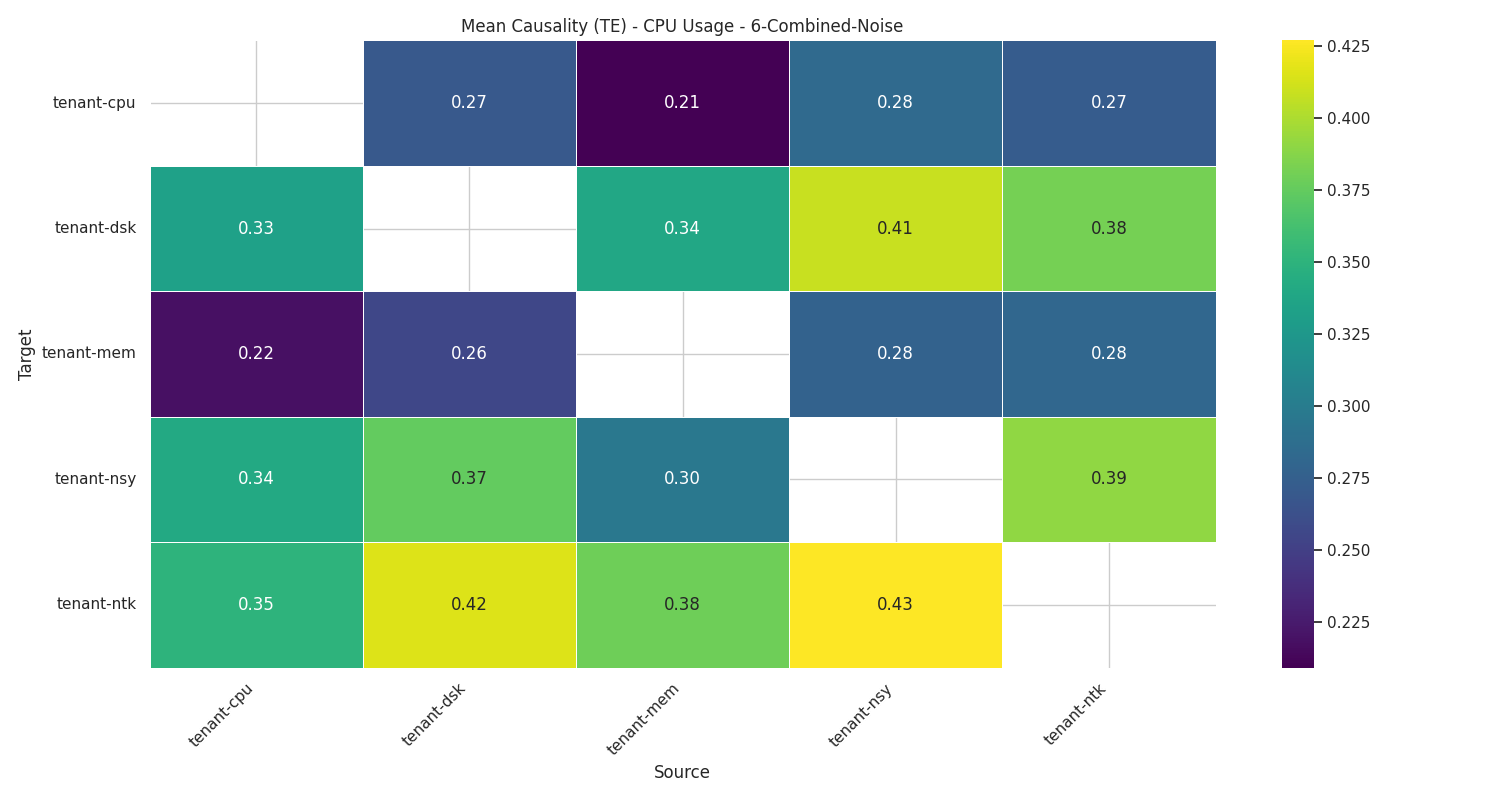 Mean Causality (TE) - CPU Usage - 6-Combined-Noise
Target
tenant-cpu
0.27
0.21
0.28
0.27
tenant-dsk
0.33
0.34
0.41
0.38
tenant-mem
0.22
0.26
0.28
0.28
tenant-nsy
0.34
0.37
0.30
0.39
tenant-ntk
0.35
0.42
0.38
0.43
tenant-cpu
tenant-dsk
tenant-mem
tenant-nsy
tenant-ntk
Source
0.425
0.400
0.375
0.350
0.325
0.300
0.275
0.250
0.225